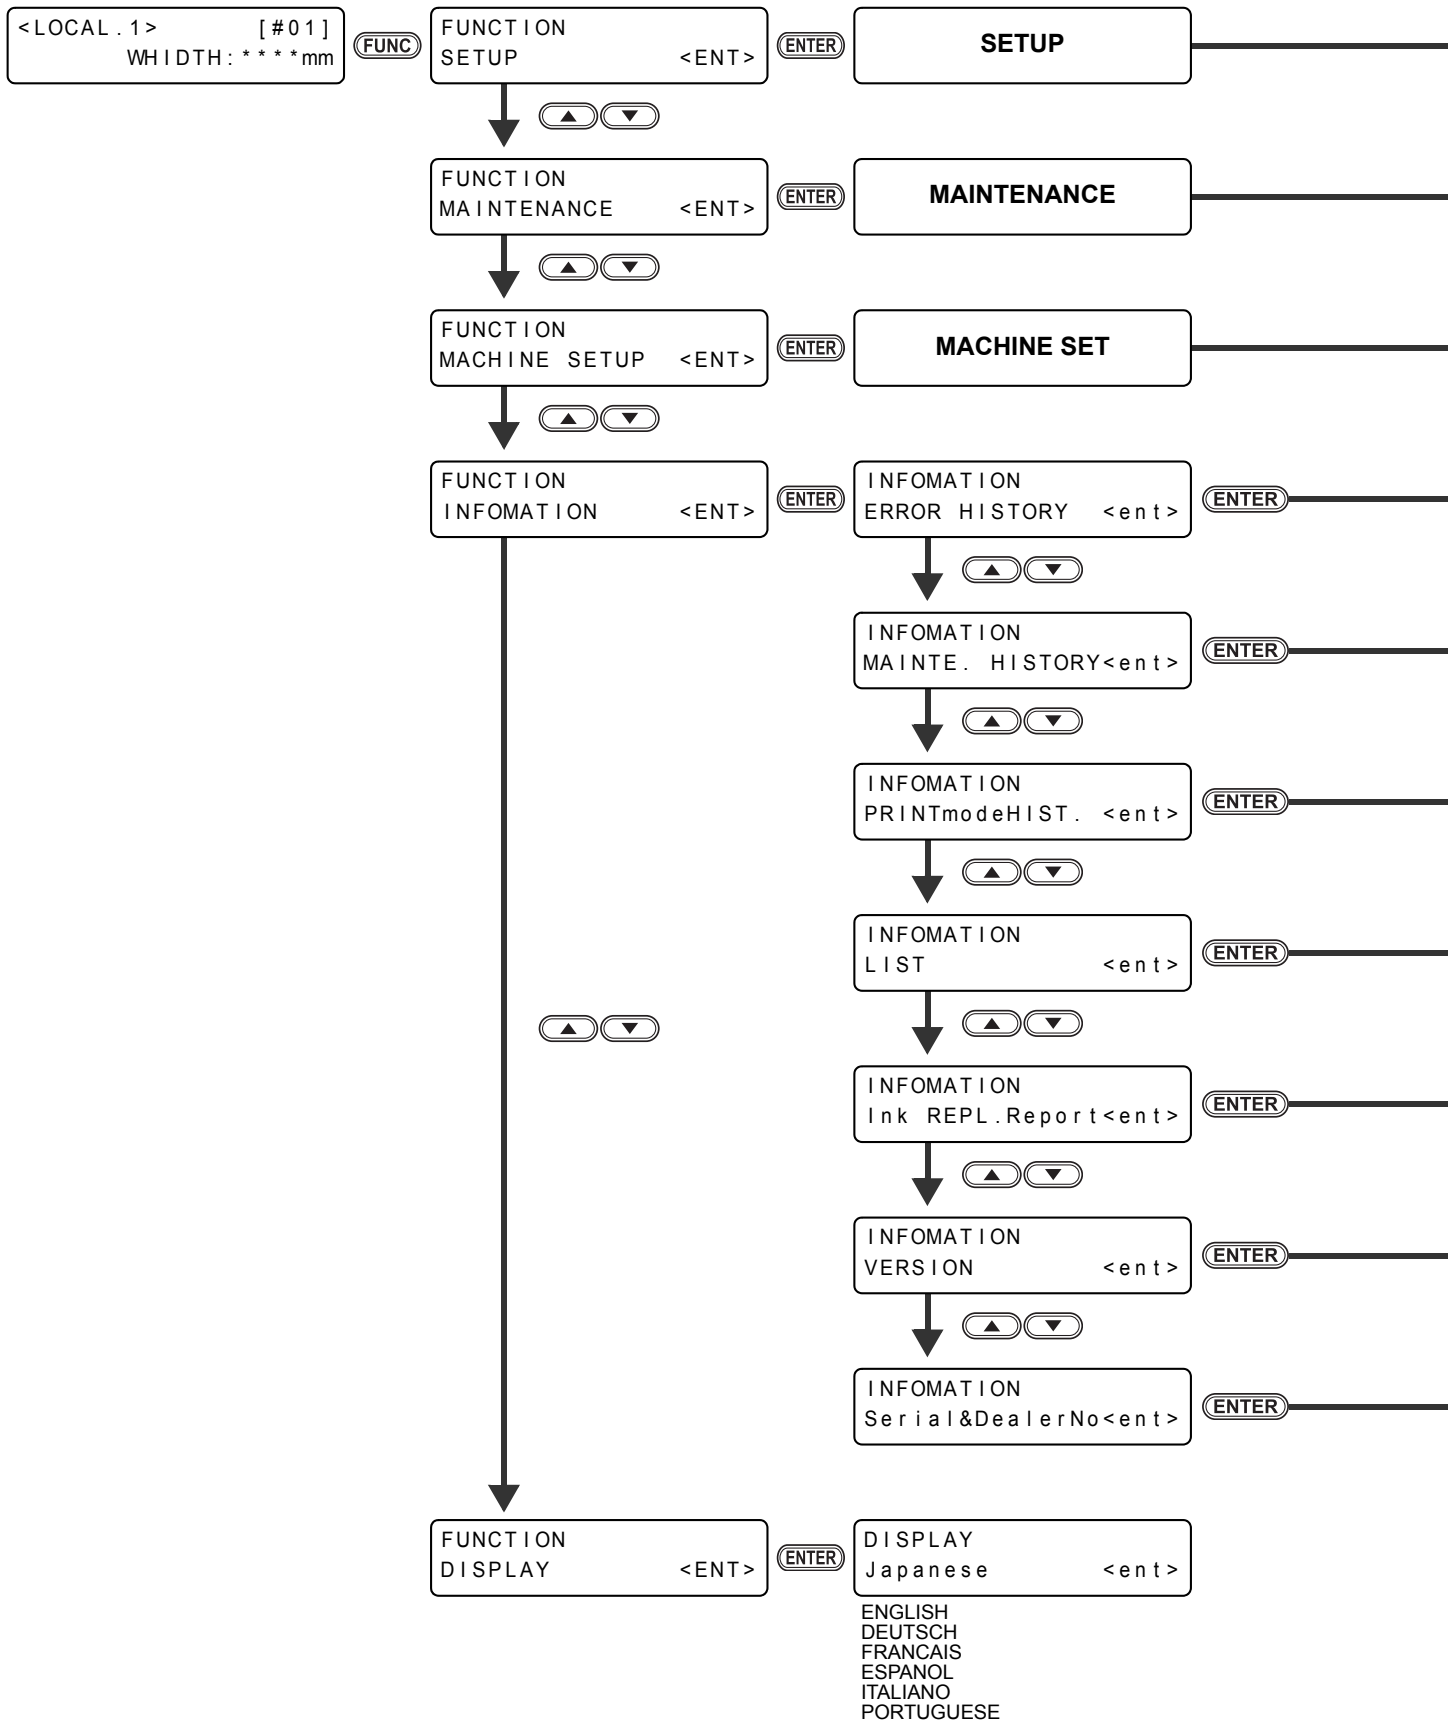 <LOCAL.1> [#01]
WHIDTH:****mm
FUNC
FUNCTION
SETUP <ENT>
ENTER
SETUP
FUNCTION
MAINTENANCE <ENT>
ENTER
MAINTENANCE
FUNCTION
MACHINE SETUP <ENT>
ENTER
MACHINE SET
FUNCTION
INFOMATION <ENT>
ENTER
INFOMATION
ERROR HISTORY <ent>
ENTER
INFOMATION
MAINTE. HISTORY<ent>
ENTER
INFOMATION
PRINTmodeHIST. <ent>
ENTER
INFOMATION
LIST <ent>
ENTER
INFOMATION
Ink REPL.Report<ent>
ENTER
INFOMATION
VERSION <ent>
ENTER
INFOMATION
Serial&DealerNo<ent>
ENTER
FUNCTION
DISPLAY <ENT>
ENTER
DISPLAY
Japanese <ent>
ENGLISH
DEUTSCH
FRANCAIS
ESPANOL
ITALIANO
PORTUGUESE